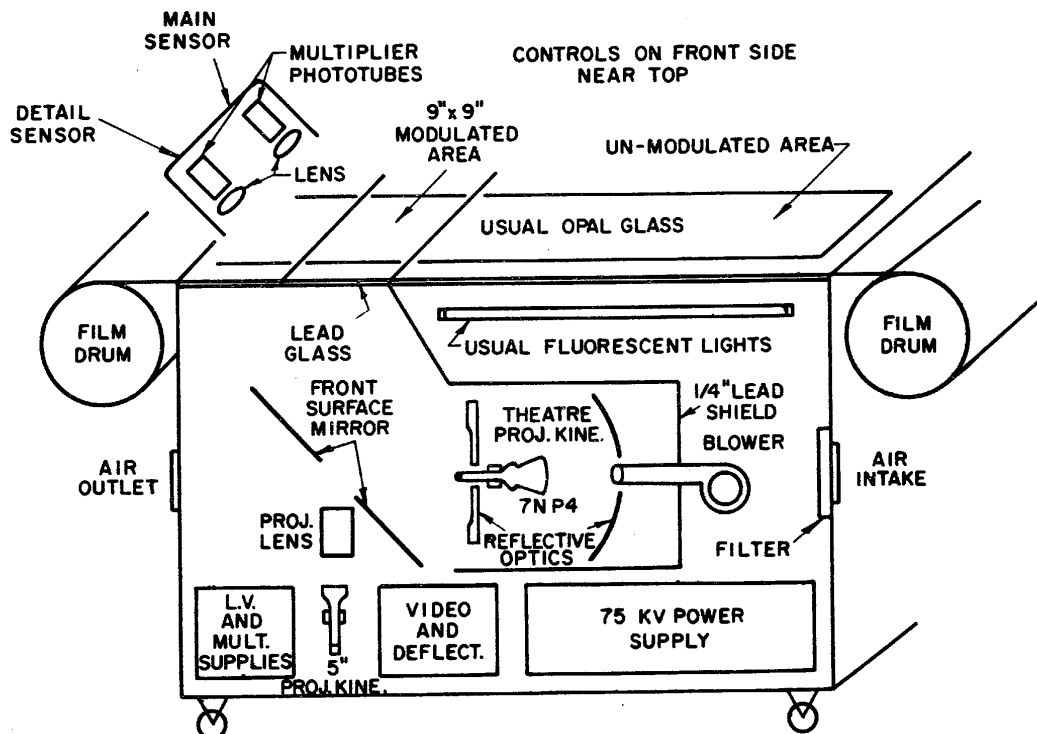 MAIN
SENSOR
MULTIPLIER
PHOTOTUBES
CONTROLS ON FRONT SIDE
NEAR TOP
DETAIL
SENSOR
9"x 9"
MODULATED
AREA
UN-MODULATED AREA
LENS
USUAL OPAL GLASS
FILM
DRUM
LEAD
GLASS
USUAL FLUORESCENT LIGHTS
FILM
DRUM
FRONT
SURFACE
MIRROR
THEATRE
PROJ. KINE.
1/4" LEAD
SHIELD
BLOWER
AIR
OUTLET
AIR
INTAKE
7NP4
PROJ.
LENS
REFLECTIVE
OPTICS
FILTER
L.V.
AND
MULT.
SUPPLIES
5"
PROJ. KINE.
VIDEO
AND
DEFLECT.
75 KV POWER
SUPPLY